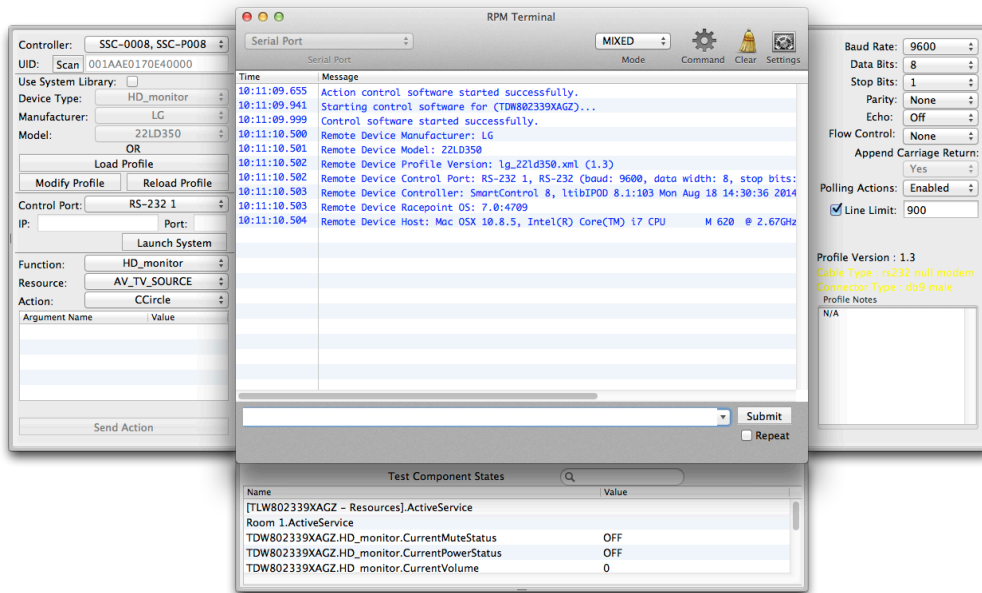 RPM Terminal
Controller: SSC-0008, SSC-P008
UID: Scan 001AAE0170E40000
Use System Library:
Device Type: HD_monitor
Manufacturer: LG
Model: 22LD350
OR
Load Profile
Modify Profile Reload Profile
Control Port: RS-232 1
IP: Port:
Launch System
Function: HD_monitor
Resource: AV_TV_SOURCE
Action: CCircle
Argument Name Value
Send Action
Serial Port MIXED
Serial Port Mode Command Clear Settings
Time Message
10:11:09.655 Action control software started successfully.
10:11:09.941 Starting control software for (TDW802339XAGZ)...
10:11:09.999 Control software started successfully.
10:11:10.500 Remote Device Manufacturer: LG
10:11:10.501 Remote Device Model: 22LD350
10:11:10.502 Remote Device Profile Version: lg_22ld350.xml (1.3)
10:11:10.502 Remote Device Control Port: RS-232 1, RS-232 (baud: 9600, data width: 8, stop bits:
10:11:10.503 Remote Device Controller: SmartControl 8, ltibIPOD 8.1:103 Mon Aug 18 14:30:36 2014
10:11:10.503 Remote Device Racepoint OS: 7.0:4709
10:11:10.504 Remote Device Host: Mac OSX 10.8.5, Intel(R) Core(TM) i7 CPU M 620 @ 2.67GHz
Submit
Repeat
Baud Rate: 9600
Data Bits: 8
Stop Bits: 1
Parity: None
Echo: Off
Flow Control: None
Append Carriage Return:
Yes
Polling Actions: Enabled
Line Limit: 900
Profile Version : 1.3
Cable Type : rs232 null modem
Connector Type : db9 male
Profile Notes
N/A
Test Component States
Name Value
[TLW802339XAGZ - Resources].ActiveService
Room 1.ActiveService
TDW802339XAGZ.HD_monitor.CurrentMuteStatus OFF
TDW802339XAGZ.HD_monitor.CurrentPowerStatus OFF
TDW802339XAGZ.HD_monitor.CurrentVolume 0